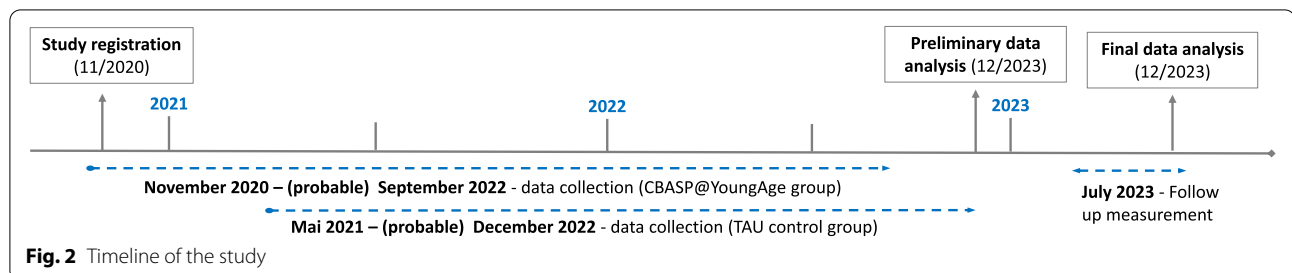 Study registration
(11/2020)
Preliminary data
analysis (12/2023)
Final data analysis
(12/2023)
2021
2022
2023
November 2020 – (probable) September 2022 - data collection (CBASP@YoungAge group)
Mai 2021 – (probable) December 2022 - data collection (TAU control group)
July 2023 - Follow
up measurement
Fig. 2 Timeline of the study